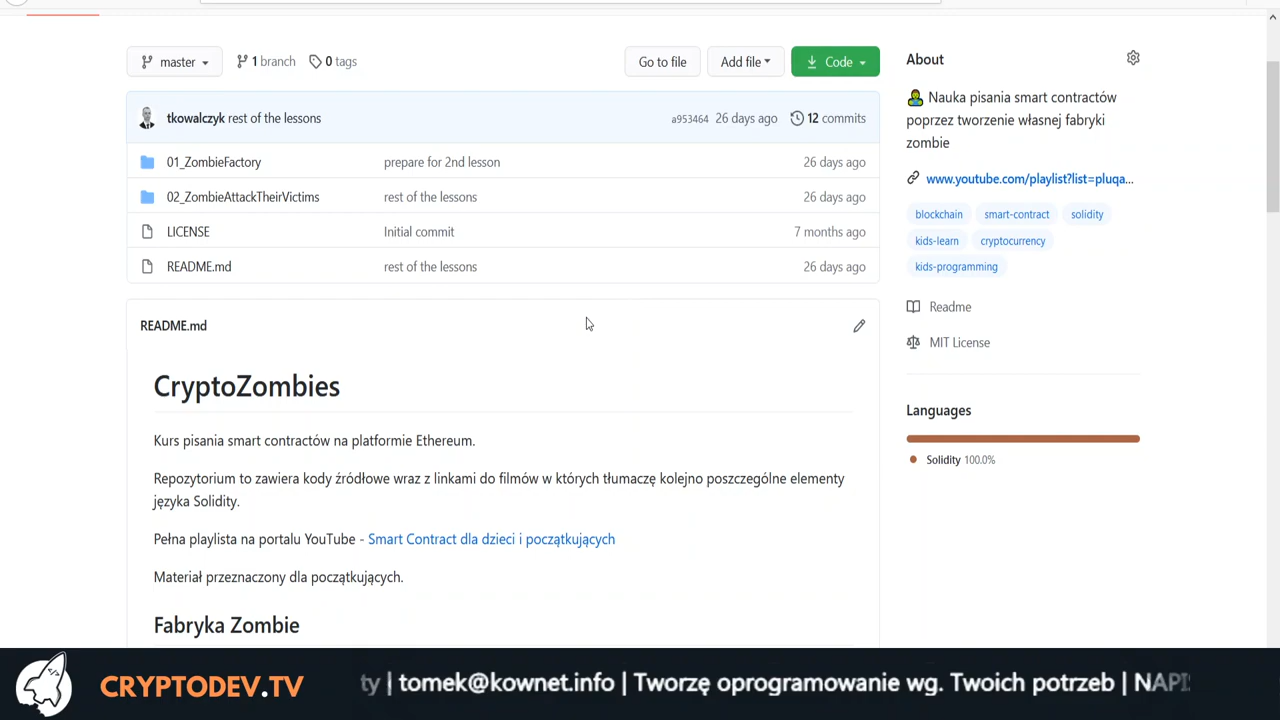 master
1 branch
0 tags
Go to file
Add file
Code
tkowalczyk rest of the lessons
a953464 26 days ago
12 commits
01_ZombieFactory
prepare for 2nd lesson
26 days ago
02_ZombieAttackTheirVictims
rest of the lessons
26 days ago
LICENSE
Initial commit
7 months ago
README.md
rest of the lessons
26 days ago
README.md
CryptoZombies
Kurs pisania smart contractów na platformie Ethereum.
Repozytorium to zawiera kody źródłowe wraz z linkami do filmów w których tłumaczę kolejno poszczególne elementy
języka Solidity.
Pełna playlista na portalu YouTube - Smart Contract dla dzieci i początkujących
Materiał przeznaczony dla początkujących.
Fabryka Zombie
About
Nauka pisania smart contractów
poprzez tworzenie własnej fabryki
zombie
www.youtube.com/playlist?list=pluqa...
blockchain smart-contract solidity
kids-learn cryptocurrency
kids-programming
Readme
MIT License
Languages
Solidity 100.0%
CRYPTODEV.TV
ty | tomek@kownet.info | Tworzę oprogramowanie wg. Twoich potrzeb |